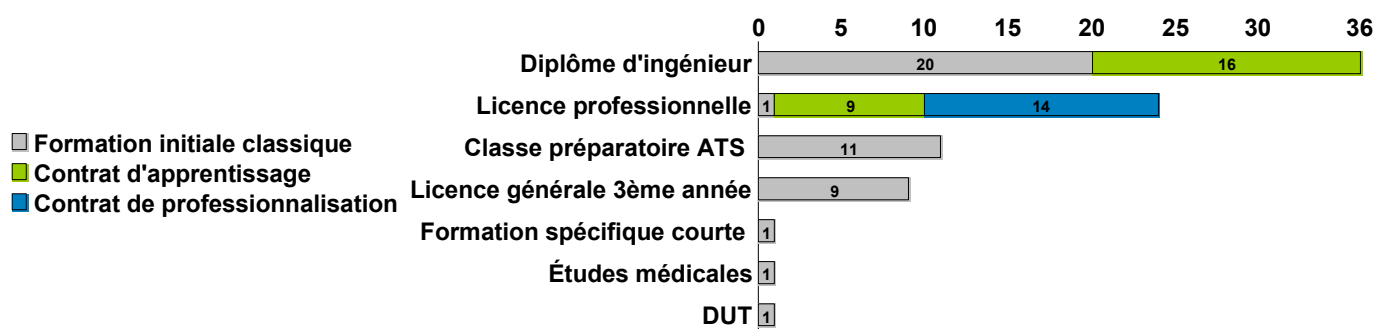 0 5 10 15 20 25 30 36
Diplôme d'ingénieur 20 16
Licence professionnelle 1 9 14
Classe préparatoire ATS 11
Licence générale 3ème année 9
Formation spécifique courte 1
Études médicales 1
DUT 1
Formation initiale classique
Contrat d'apprentissage
Contrat de professionnalisation